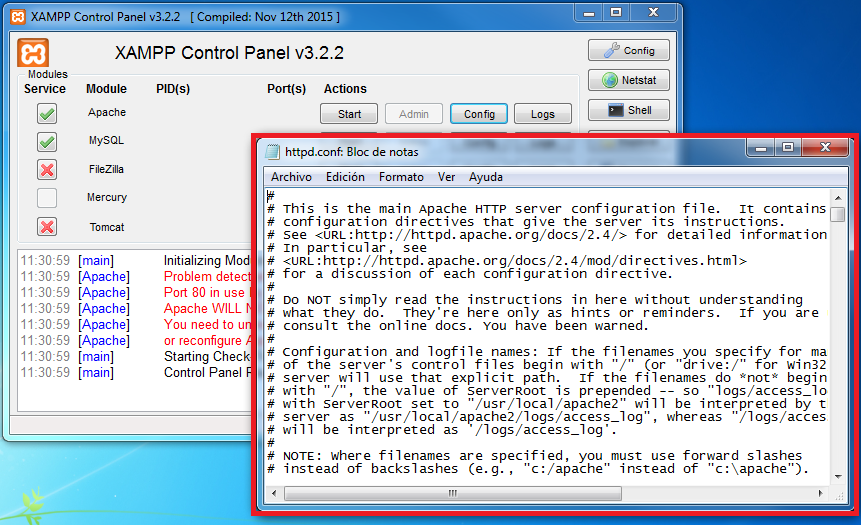 XAMPP Control Panel v3.2.2 [ Compiled: Nov 12th 2015 ]
XAMPP Control Panel v3.2.2
Config
Modules
Service Module PID(s) Port(s) Actions
Netstat
Apache Start Admin Config Logs
Shell
MySQL
FileZilla
Mercury
Tomcat
11:30:59 [main] Initializing Mod
11:30:59 [Apache] Problem detect
11:30:59 [Apache] Port 80 in use
11:30:59 [Apache] Apache WILL N
11:30:59 [Apache] You need to un
11:30:59 [Apache] or reconfigure A
11:30:59 [main] Starting Check
11:30:59 [main] Control Panel R
httpd.conf: Bloc de notas
Archivo Edición Formato Ver Ayuda
#
# This is the main Apache HTTP server configuration file.  It contains
# configuration directives that give the server its instructions.
# See <URL:http://httpd.apache.org/docs/2.4/> for detailed information
# In particular, see
# <URL:http://httpd.apache.org/docs/2.4/mod/directives.html>
# for a discussion of each configuration directive.
#
# Do NOT simply read the instructions in here without understanding
# what they do.  They're here only as hints or reminders.  If you are
# consult the online docs. You have been warned.
#
# Configuration and logfile names: If the filenames you specify for ma
# of the server's control files begin with "/" (or "drive:/" for Win32
# server will use that explicit path.  If the filenames do *not* begin
# with "/", the value of ServerRoot is prepended -- so "logs/access_lo
# with ServerRoot set to "/usr/local/apache2" will be interpreted by t
# server as "/usr/local/apache2/logs/access_log", whereas "/logs/acces
# will be interpreted as '/logs/access_log'.
#
# NOTE: Where filenames are specified, you must use forward slashes
# instead of backslashes (e.g., "c:/apache" instead of "c:\apache").